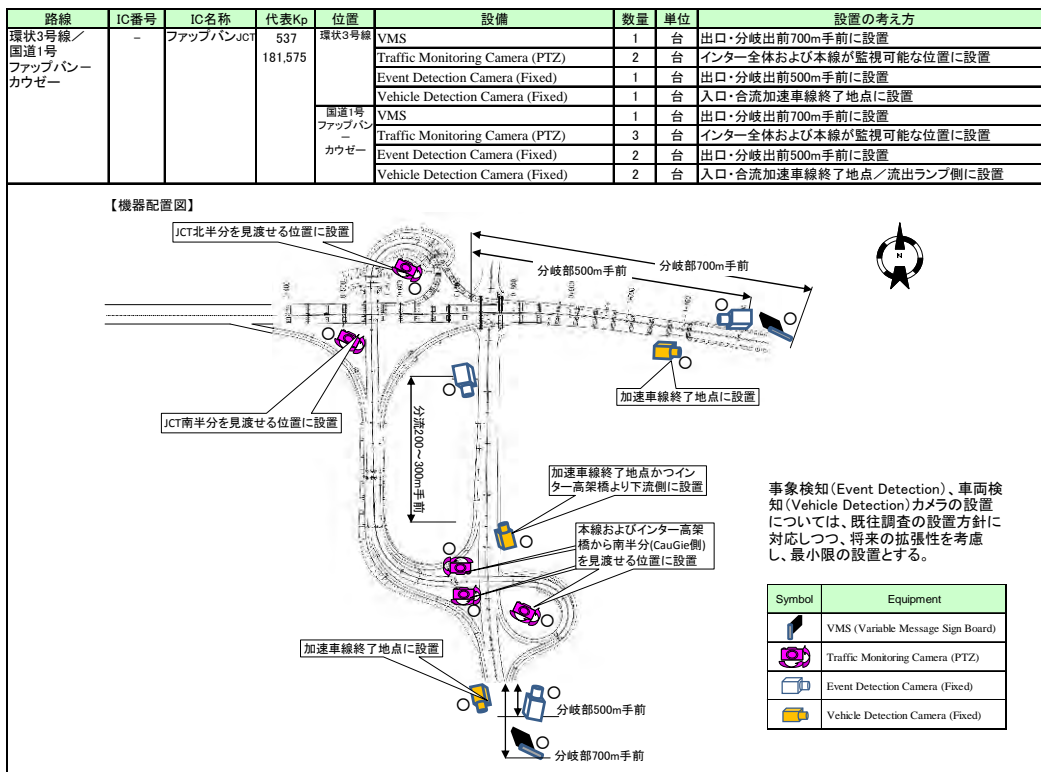 路線 IC番号 IC名称 代表Kp 位置 設備 数量 単位 設置の考え方
環状3号線／
国道1号
ファップバンー
カウゼー
－ ファップバンJCT 537
181,575
環状3号線 VMS 1 台 出口・分岐出前700m手前に設置
Traffic Monitoring Camera (PTZ) 2 台 インター全体および本線が監視可能な位置に設置
Event Detection Camera (Fixed) 1 台 出口・分岐出前500m手前に設置
Vehicle Detection Camera (Fixed) 1 台 入口・合流加速車線終了地点に設置
国道1号
ファップバン
ー
カウゼー
VMS 1 台 出口・分岐出前700m手前に設置
Traffic Monitoring Camera (PTZ) 3 台 インター全体および本線が監視可能な位置に設置
Event Detection Camera (Fixed) 2 台 出口・分岐出前500m手前に設置
Vehicle Detection Camera (Fixed) 2 台 入口・合流加速車線終了地点／流出ランプ側に設置
【機器配置図】
JCT北半分を見渡せる位置に設置
分岐部500m手前
分岐部700m手前
N
加速車線終了地点に設置
JCT南半分を見渡せる位置に設置
分流200～300m手前
加速車線終了地点かつイン
ター高架橋より下流側に設置
本線およびインター高架
橋から南半分(CauGie側)
を見渡せる位置に設置
事象検知(Event Detection)、車両検
知(Vehicle Detection)カメラの設置
については、既往調査の設置方針に
対応しつつ、将来の拡張性を考慮
し、最小限の設置とする。
加速車線終了地点に設置
分岐部500m手前
分岐部700m手前
Symbol Equipment
VMS (Variable Message Sign Board)
Traffic Monitoring Camera (PTZ)
Event Detection Camera (Fixed)
Vehicle Detection Camera (Fixed)